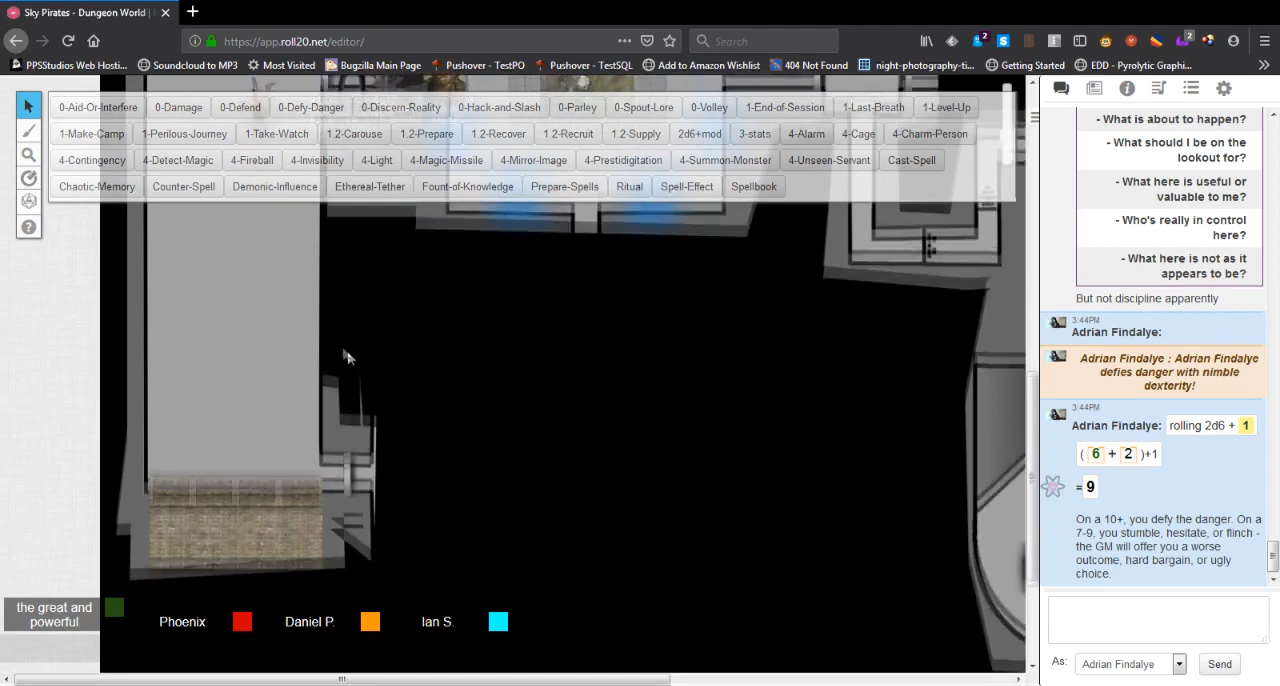 Sky Pirates - Dungeon World |
https://app.roll20.net/editor/
Search
2
2
PPSStudios Web Hosti...
Soundcloud to MP3
Most Visited
Bugzilla Main Page
Pushover - TestPO
Pushover - TestSQL
Add to Amazon Wishlist
404 Not Found
night-photography-ti...
Getting Started
EDD - Pyrolytic Graphi...
0-Aid-Or-Interfere
0-Damage
0-Defend
0-Defy-Danger
0-Discern-Reality
0-Hack-and-Slash
0-Parley
0-Spout-Lore
0-Volley
1-End-of-Session
1-Last-Breath
1-Level-Up
1-Make-Camp
1-Perilous-Journey
1-Take-Watch
1.2-Carouse
1.2-Prepare
1.2-Recover
1.2-Recruit
1.2-Supply
2d6+mod
3-stats
4-Alarm
4-Cage
4-Charm-Person
4-Contingency
4-Detect-Magic
4-Fireball
4-Invisibility
4-Light
4-Magic-Missile
4-Mirror-Image
4-Prestidigitation
4-Summon-Monster
4-Unseen-Servant
Cast-Spell
Chaotic-Memory
Counter-Spell
Demonic-Influence
Ethereal-Tether
Fount-of-Knowledge
Prepare-Spells
Ritual
Spell-Effect
Spellbook
the great and
powerful
Phoenix
Daniel P.
Ian S.
- What is about to happen?
- What should I be on the
lookout for?
- What here is useful or
valuable to me?
- Who's really in control
here?
- What here is not as it
appears to be?
But not discipline apparently
3:44PM
Adrian Findalye:
Adrian Findalye : Adrian Findalye
defies danger with nimble
dexterity!
3:44PM
Adrian Findalye: rolling 2d6 + 1
( 6 + 2 )+1
= 9
On a 10+, you defy the danger. On a
7-9, you stumble, hesitate, or flinch -
the GM will offer you a worse
outcome, hard bargain, or ugly
choice.
As: Adrian Findalye
Send